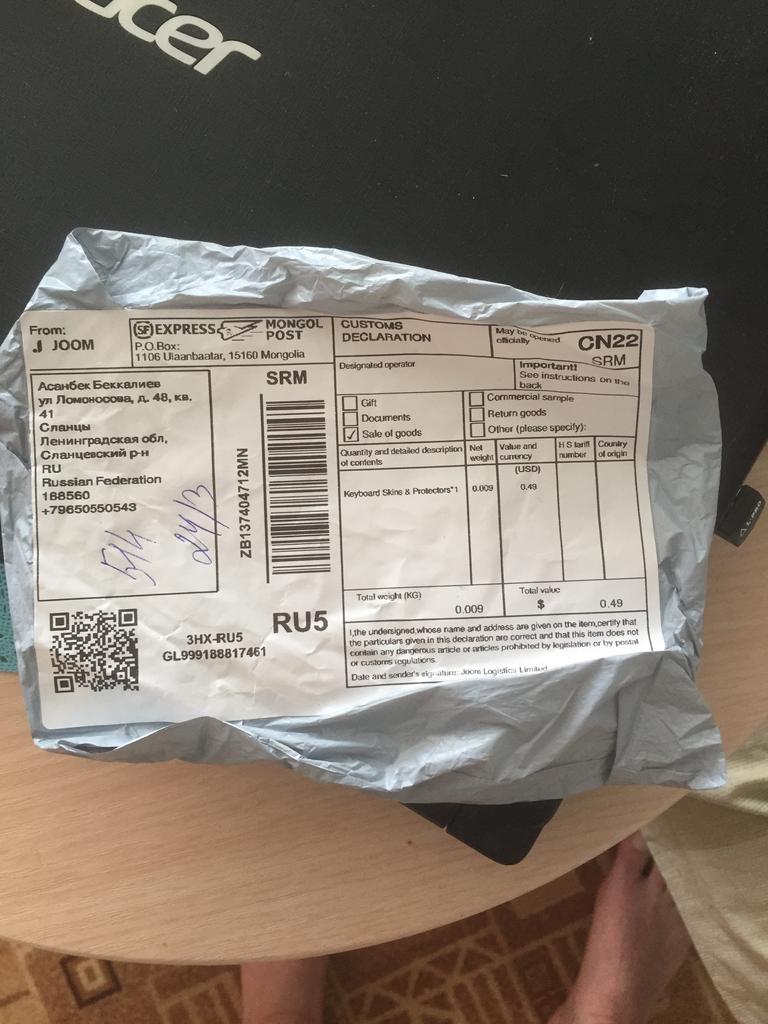 acer
From:
J JOOM
SF EXPRESS MONGOL POST
P.O.Box:
1106 Ulaanbaatar, 15160 Mongolia
Асанбек Беккалиев
ул Ломоносова, д. 48, кв.
41
Сланцы
Ленинградская обл,
Сланцевский р-н
RU
Russian Federation
188560
+79650550543
514
24/3
SRM
ZB137404712MN
3HX-RU5
GL999188817461
RU5
CUSTOMS
DECLARATION
May be opened
officially
CN22
SRM
Designated operator
Important!
See instructions on the
back
Gift
Documents
Sale of goods
Commercial sample
Return goods
Other (please specify):
Quantity and detailed description
of contents
Net
weight
Value and
currency
(USD)
H S tariff
number
Country
of origin
Keyboard Skins & Protectors*1
0.009
0.49
Total weight (KG)
0.009
Total value
$ 0.49
I,the undersigned,whose name and address are given on the item,certify that
the particulars given in this declaration are correct and that this item does not
contain any dangerous article or articles prohibited by legislation or by postal
or customs regulations.
Date and sender's signature: Joom Logistics Limited